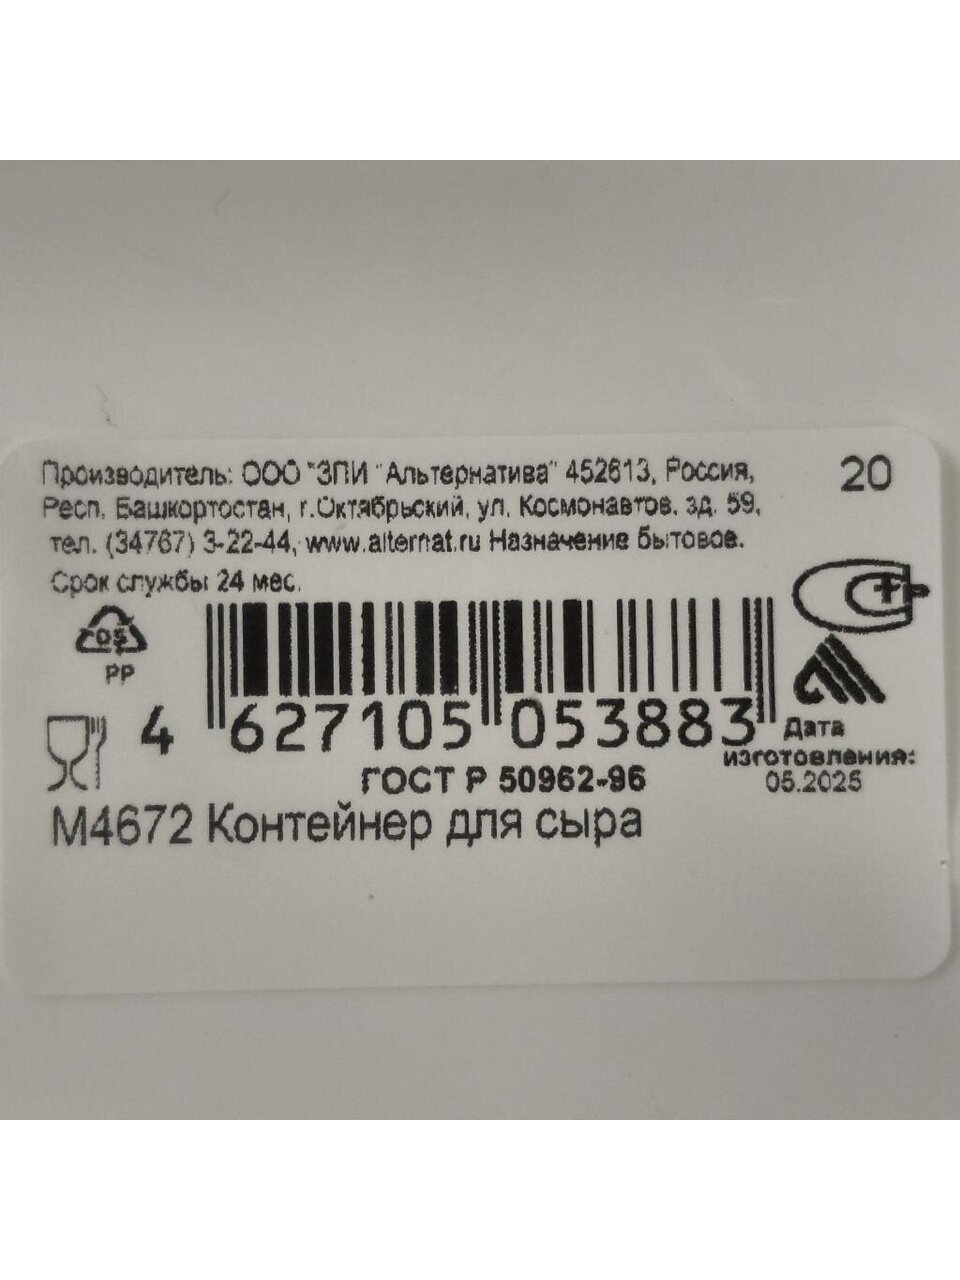 Производитель: ООО "ЗПИ "Альтернатива" 452613, Россия,
20
Респ. Башкортостан, г.Октябрьский, ул. Космонавтов, зд. 59,
тел. (34767) 3-22-44, www.alternat.ru Назначение бытовое.
Срок службы 24 мес.
05
PP
4 627105 053883
Дата
изготовления:
05.2025
ГОСТ Р 50962-96
М4672 Контейнер для сыра